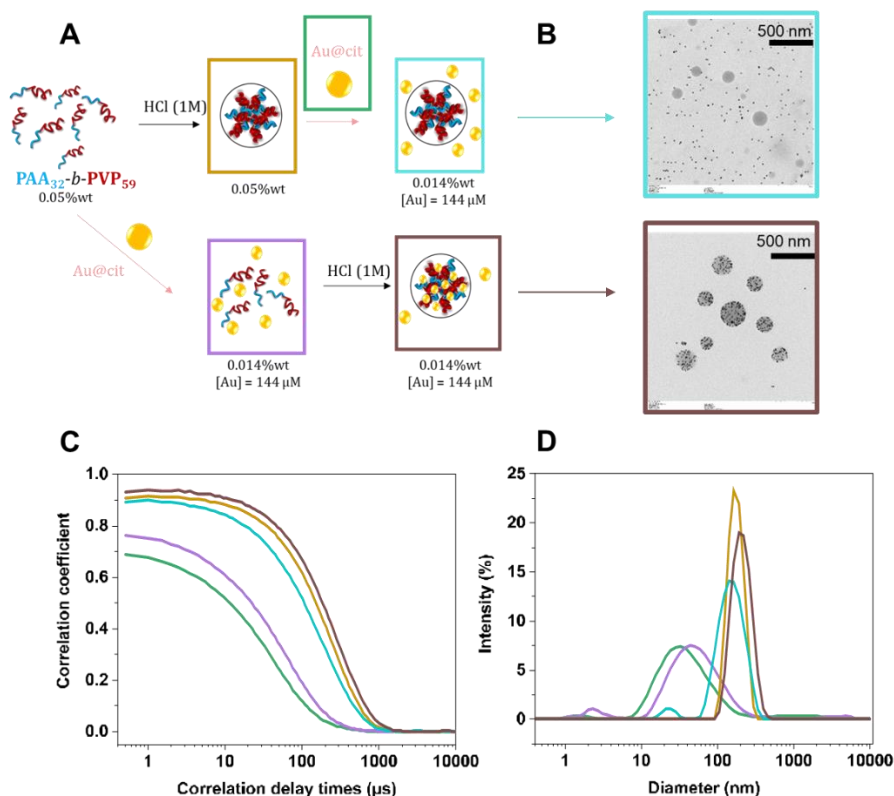 A
B
Au@cit
HCl (1M)
500 nm
PAA32-b-PVP59
0.05%wt
0.05%wt
0.014%wt
[Au] = 144 µM
Au@cit
HCl (1M)
500 nm
0.014%wt
[Au] = 144 µM
0.014%wt
[Au] = 144 µM
C
D
1.0
0.8
0.6
0.4
0.2
0.0
Correlation coefficient
1
10
100
1000
10000
Correlation delay times (µs)
25
20
15
10
5
0
Intensity (%)
1
10
100
1000
10000
Diameter (nm)